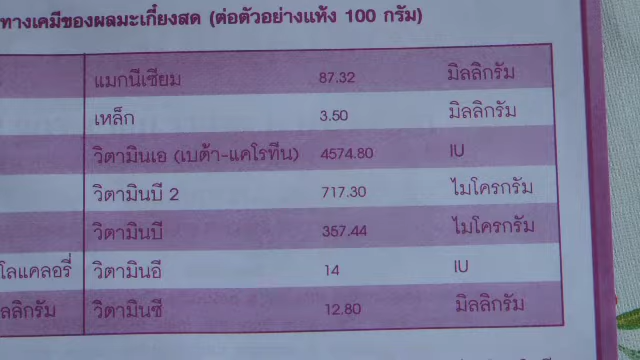 ทางเคมีของผลมะเกี๋ยงสด (ต่อตัวอย่างแห้ง 100 กรัม)
แมกนีเซียม 87.32 มิลลิกรัม
เหล็ก 3.50 มิลลิกรัม
วิตามินเอ (เบต้า-แคโรทีน) 4574.80 IU
วิตามินบี 2 717.30 ไมโครกรัม
วิตามินบี 357.44 ไมโครกรัม
โลแคลอรี่ วิตามินอี 14 IU
ลลิกรัม วิตามินซี 12.80 มิลลิกรัม